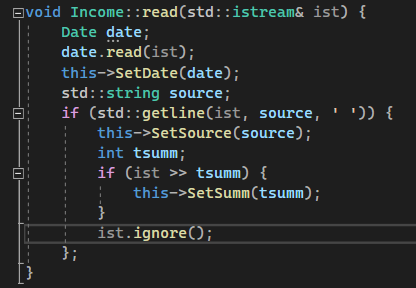 void Income::read(std::istream& ist) {
    Date date;
    date.read(ist);
    this->SetDate(date);
    std::string source;
    if (std::getline(ist, source, ' ')) {
        this->SetSource(source);
        int tsumm;
        if (ist >> tsumm) {
            this->SetSumm(tsumm);
        }
        ist.ignore();
    };
}